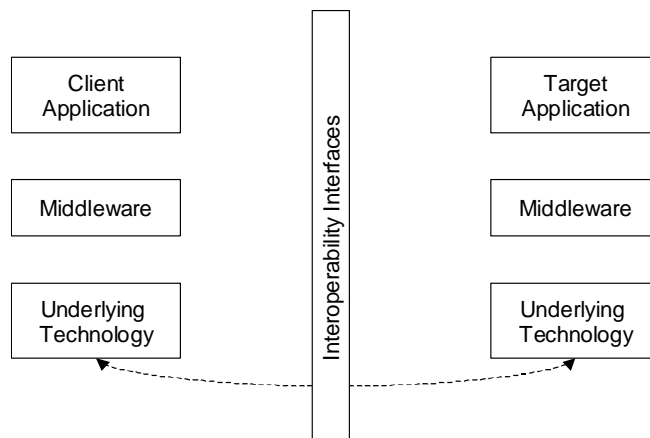 Client
Application
Middleware
Underlying
Technology
Interoperability Interfaces
Target
Application
Middleware
Underlying
Technology